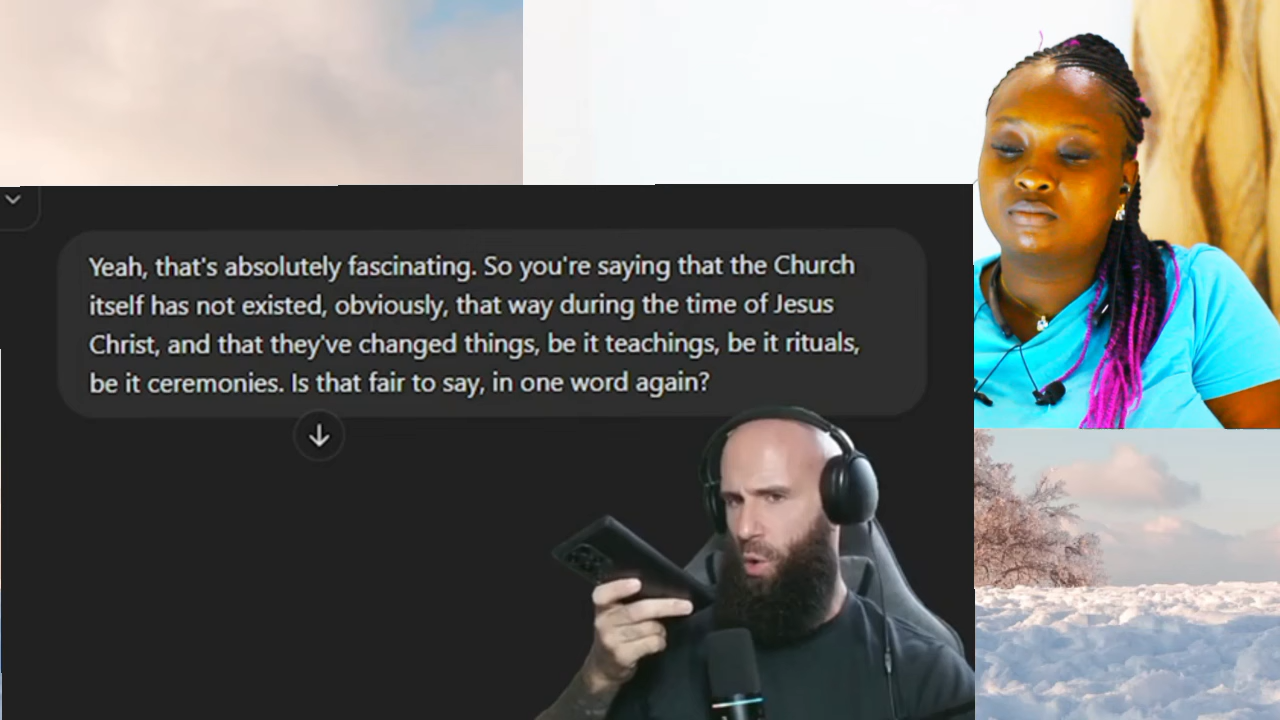 Yeah, that's absolutely fascinating. So you're saying that the Church
itself has not existed, obviously, that way during the time of Jesus
Christ, and that they've changed things, be it teachings, be it rituals,
be it ceremonies. Is that fair to say, in one word again?